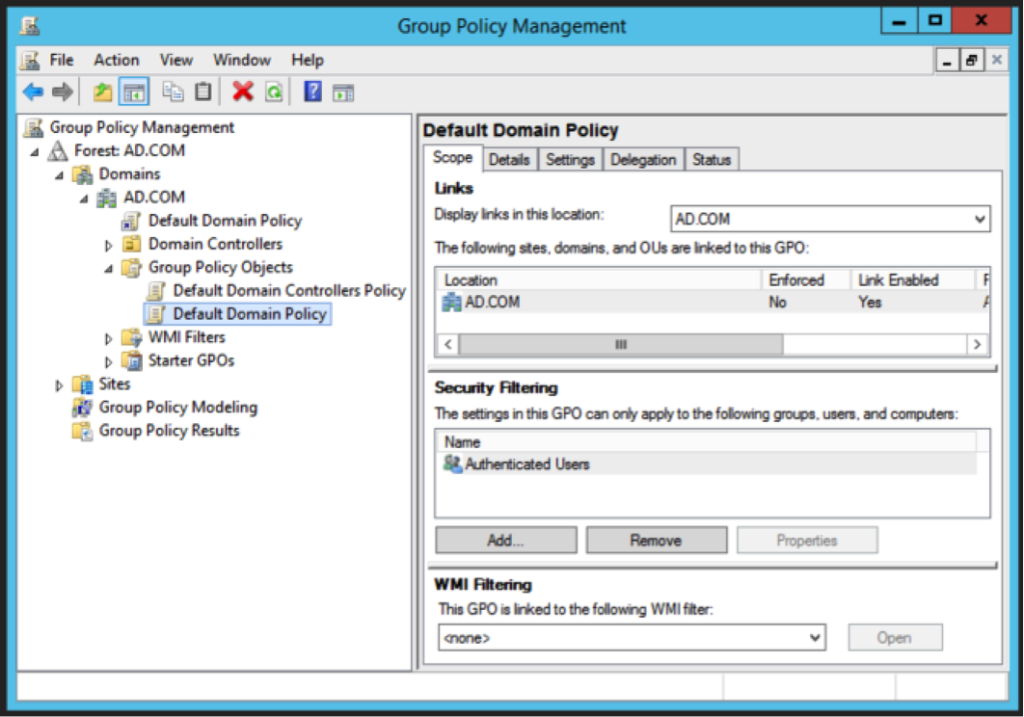 Group Policy Management
File Action View Window Help
Group Policy Management
Forest: AD.COM
Domains
AD.COM
Default Domain Policy
Domain Controllers
Group Policy Objects
Default Domain Controllers Policy
Default Domain Policy
WMI Filters
Starter GPOs
Sites
Group Policy Modeling
Group Policy Results
Default Domain Policy
Scope Details Settings Delegation Status
Links
Display links in this location: AD.COM
The following sites, domains, and OUs are linked to this GPO:
Location Enforced Link Enabled
AD.COM No Yes
Security Filtering
The settings in this GPO can only apply to the following groups, users, and computers:
Name
Authenticated Users
Add... Remove Properties
WMI Filtering
This GPO is linked to the following WMI filter:
<none> Open